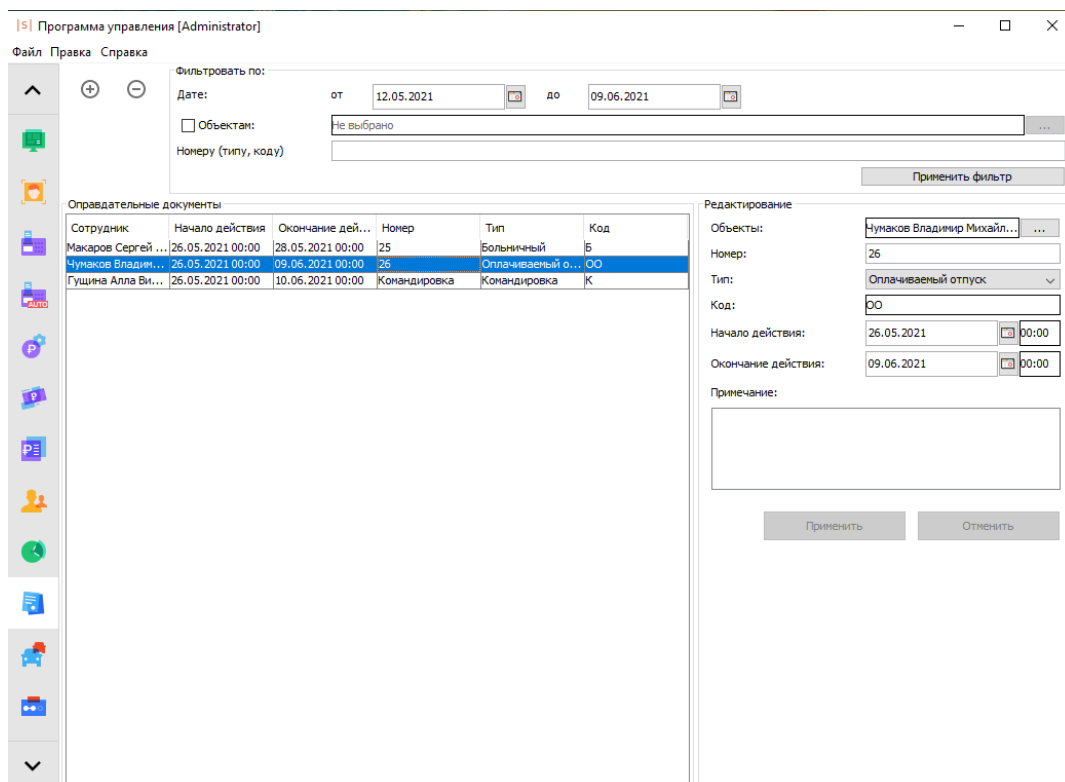 |S| Программа управления [Administrator]
Файл Правка Справка
Фильтровать по:
Дате: от 12.05.2021 до 09.06.2021
Объектам: Не выбрано ...
Номеру (типу, коду)
Применить фильтр
Оправдательные документы
Сотрудник Начало действия Окончание дей... Номер Тип Код
Макаров Сергей ... 26.05.2021 00:00 28.05.2021 00:00 25 Больничный Б
Чумаков Владим... 26.05.2021 00:00 09.06.2021 00:00 26 Оплачиваемый о... ОО
Гущина Алла Ви... 26.05.2021 00:00 10.06.2021 00:00 Командировка Командировка К
Редактирование
Объекты: Чумаков Владимир Михайл... ...
Номер: 26
Тип: Оплачиваемый отпуск
Код: ОО
Начало действия: 26.05.2021 00:00
Окончание действия: 09.06.2021 00:00
Примечание:
Применить Отменить
AUTO